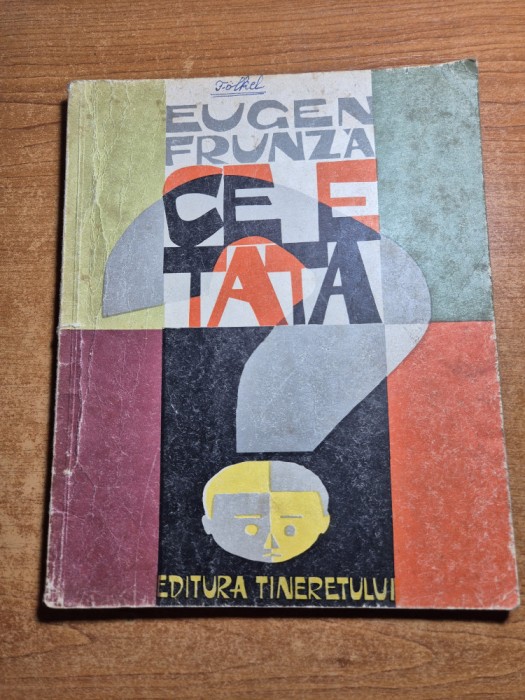 EUGEN
FRUNZĂ
CE E
TATA
EDITURA TINERETULUI